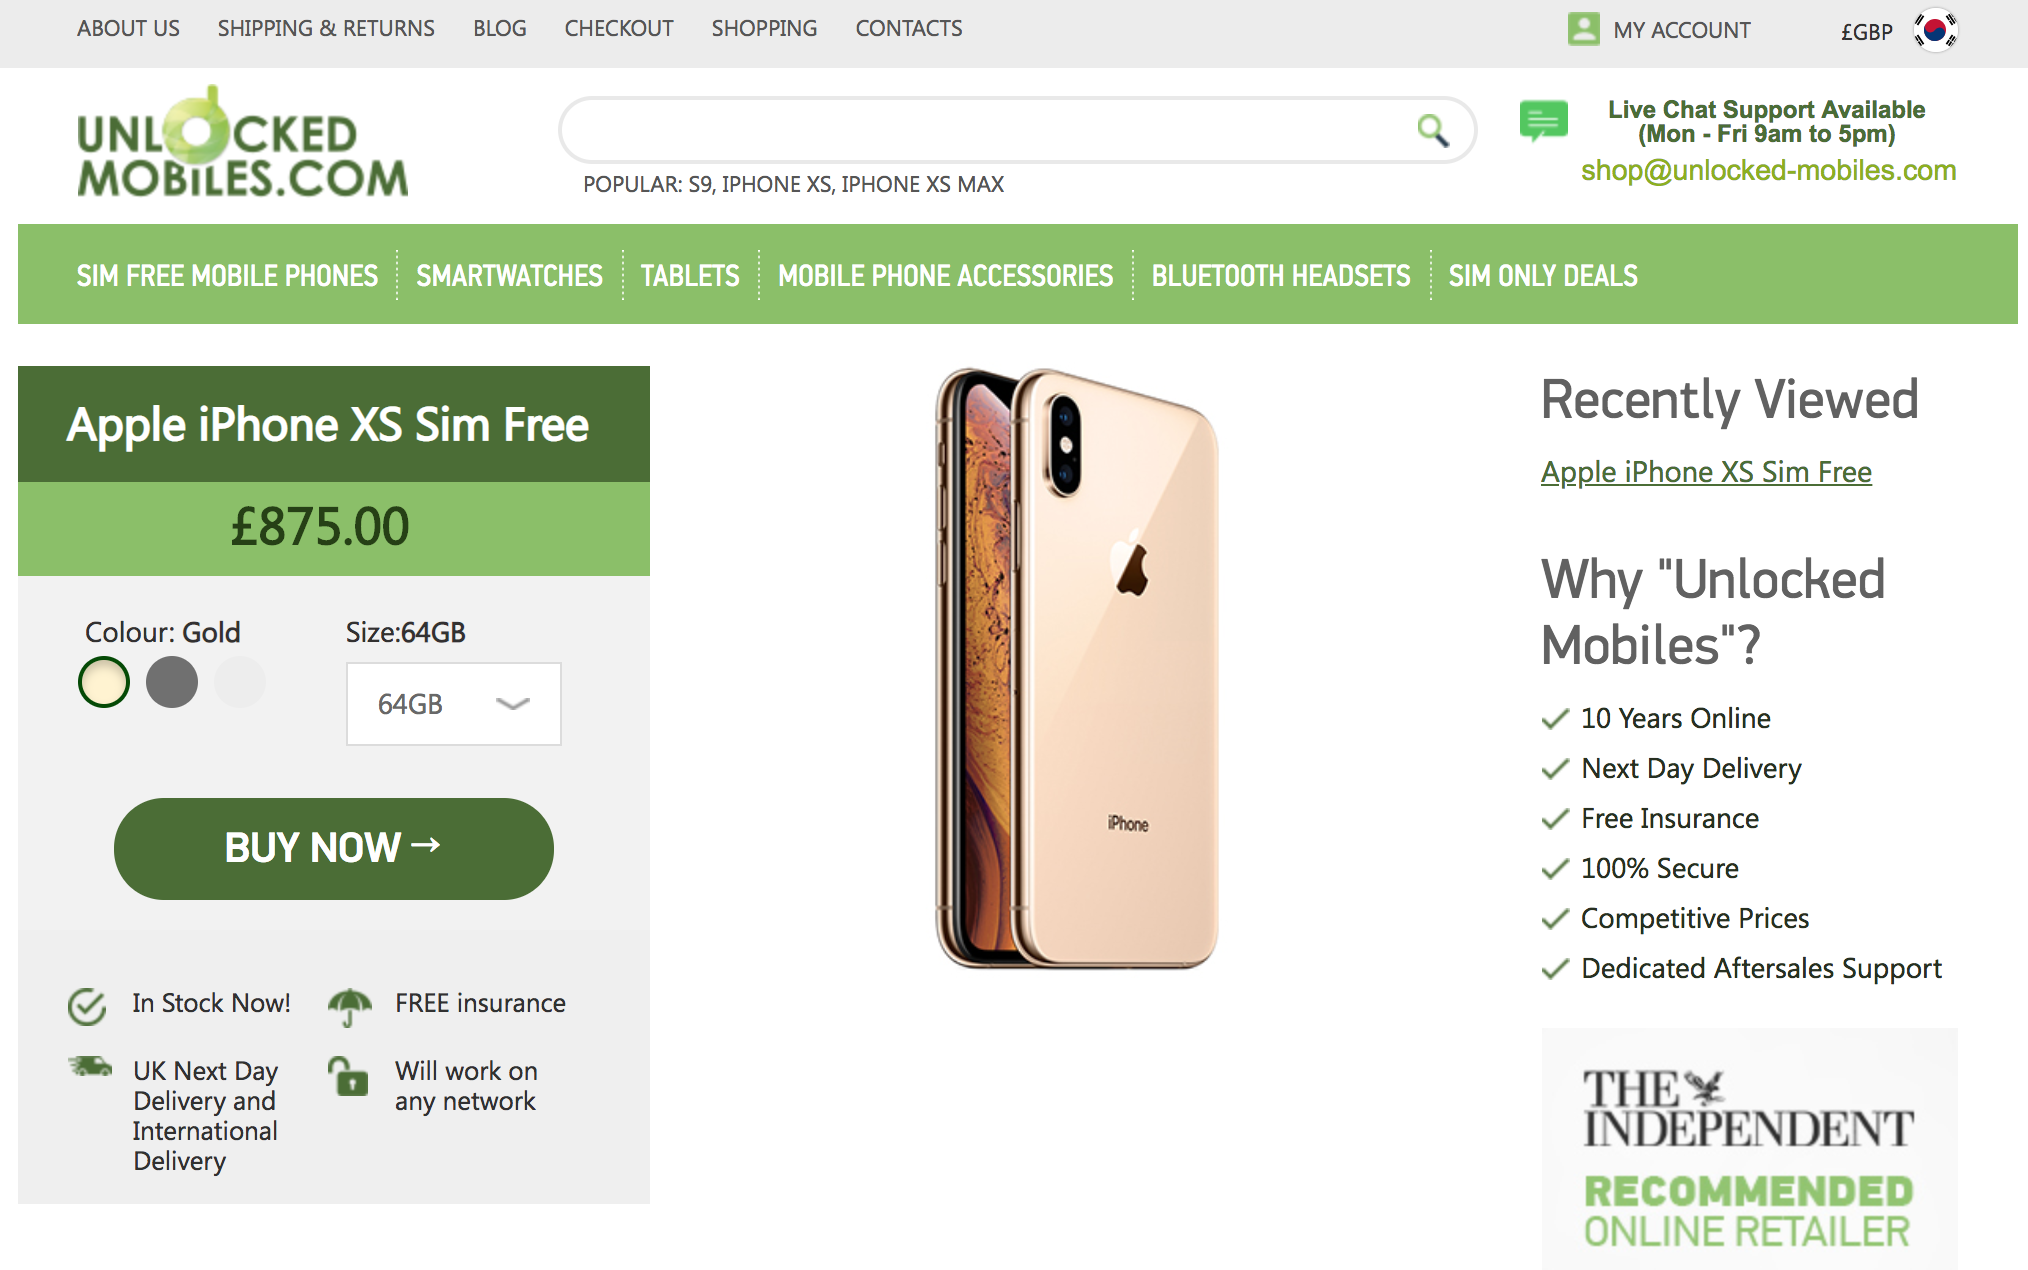 ABOUT US SHIPPING & RETURNS BLOG CHECKOUT SHOPPING CONTACTS MY ACCOUNT £GBP
UNLOCKED
MOBiLES.COM
POPULAR: S9, IPHONE XS, IPHONE XS MAX
Live Chat Support Available
(Mon - Fri 9am to 5pm)
shop@unlocked-mobiles.com
SIM FREE MOBILE PHONES SMARTWATCHES TABLETS MOBILE PHONE ACCESSORIES BLUETOOTH HEADSETS SIM ONLY DEALS
Apple iPhone XS Sim Free
£875.00
Colour: Gold
Size:64GB
64GB
BUY NOW →
In Stock Now!
FREE insurance
UK Next Day
Delivery and
International
Delivery
Will work on
any network
iPhone
Recently Viewed
Apple iPhone XS Sim Free
Why "Unlocked
Mobiles"?
10 Years Online
Next Day Delivery
Free Insurance
100% Secure
Competitive Prices
Dedicated Aftersales Support
THE
INDEPENDENT
RECOMMENDED
ONLINE RETAILER